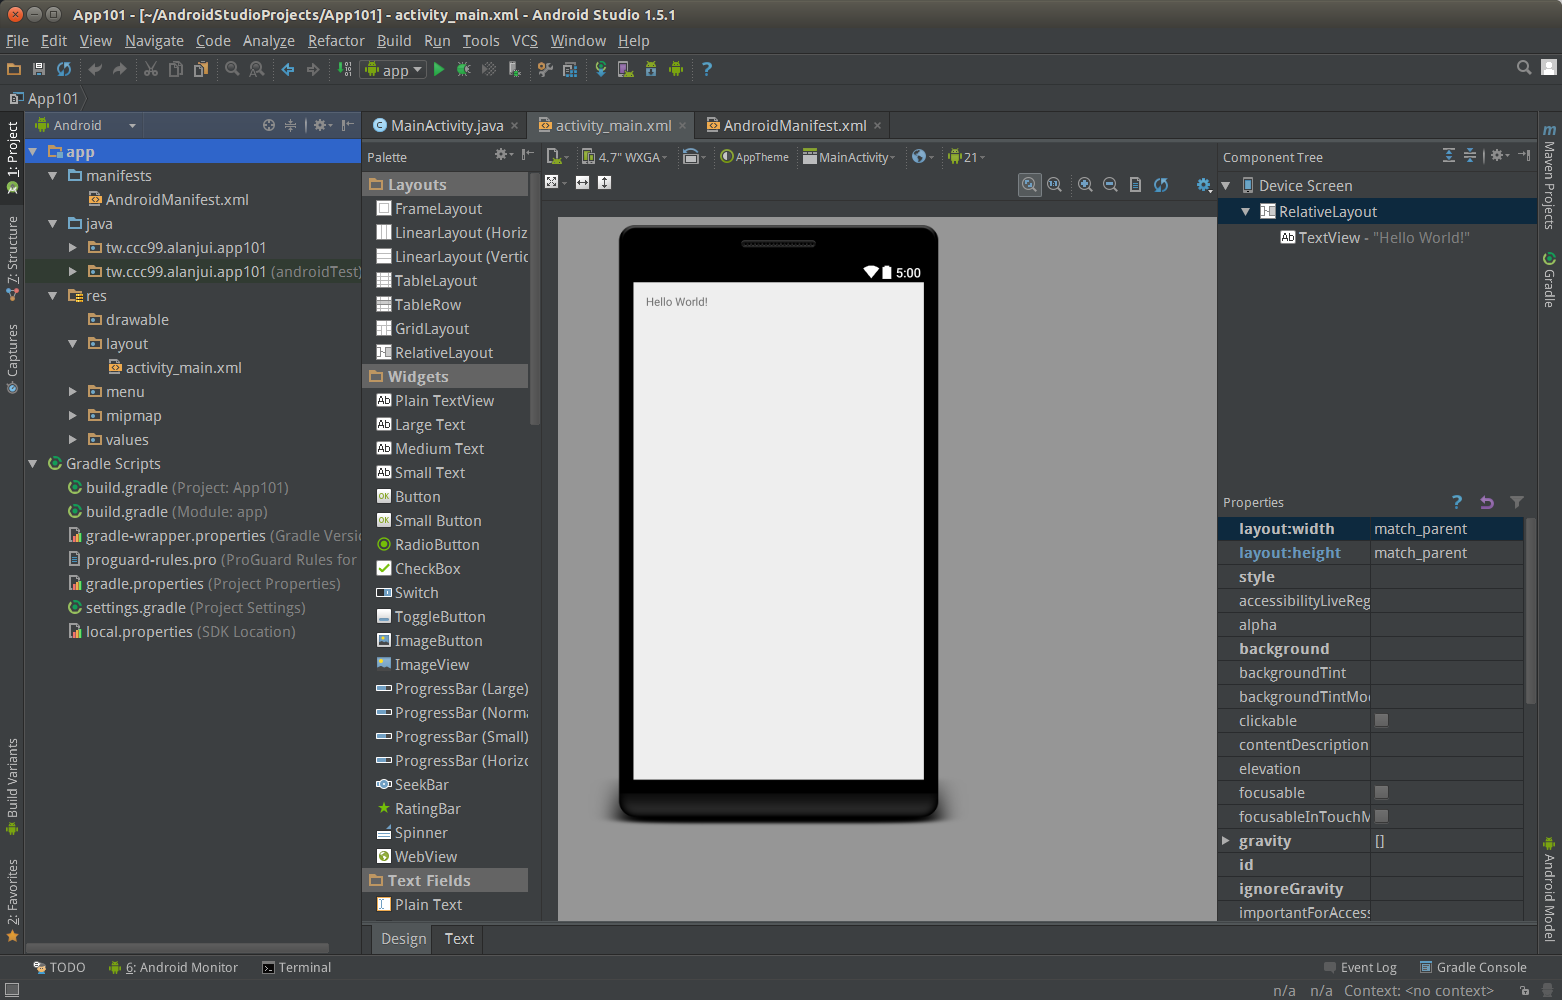 App101 - [~/AndroidStudioProjects/App101] - activity_main.xml - Android Studio 1.5.1
File Edit View Navigate Code Analyze Refactor Build Run Tools VCS Window Help
app
App101
1: Project
Z: Structure
Captures
Build Variants
2: Favorites
Android
app
manifests
AndroidManifest.xml
java
tw.ccc99.alanjui.app101
tw.ccc99.alanjui.app101 (androidTest)
res
drawable
layout
activity_main.xml
menu
mipmap
values
Gradle Scripts
build.gradle (Project: App101)
build.gradle (Module: app)
gradle-wrapper.properties (Gradle Versi
proguard-rules.pro (ProGuard Rules for
gradle.properties (Project Properties)
settings.gradle (Project Settings)
local.properties (SDK Location)
MainActivity.java activity_main.xml AndroidManifest.xml
Palette
Layouts
FrameLayout
LinearLayout (Horiz
LinearLayout (Vertic
TableLayout
TableRow
GridLayout
RelativeLayout
Widgets
Ab Plain TextView
Ab Large Text
Ab Medium Text
Ab Small Text
OK Button
OK Small Button
RadioButton
CheckBox
Switch
ToggleButton
ImageButton
ImageView
ProgressBar (Large)
ProgressBar (Norma
ProgressBar (Small)
ProgressBar (Horizo
SeekBar
RatingBar
Spinner
WebView
Text Fields
Plain Text
4.7" WXGA AppTheme MainActivity 21
1:1
5:00
Hello World!
Design Text
Component Tree
Device Screen
RelativeLayout
Ab TextView - "Hello World!"
Properties
?
layout:width match_parent
layout:height match_parent
style
accessibilityLiveReg
alpha
background
backgroundTint
backgroundTintMo
clickable
contentDescription
elevation
focusable
focusableInTouchM
gravity []
id
ignoreGravity
importantForAccess
m Maven Projects
Gradle
Android Model
TODO 6: Android Monitor Terminal Event Log Gradle Console
n/a n/a Context: <no context>